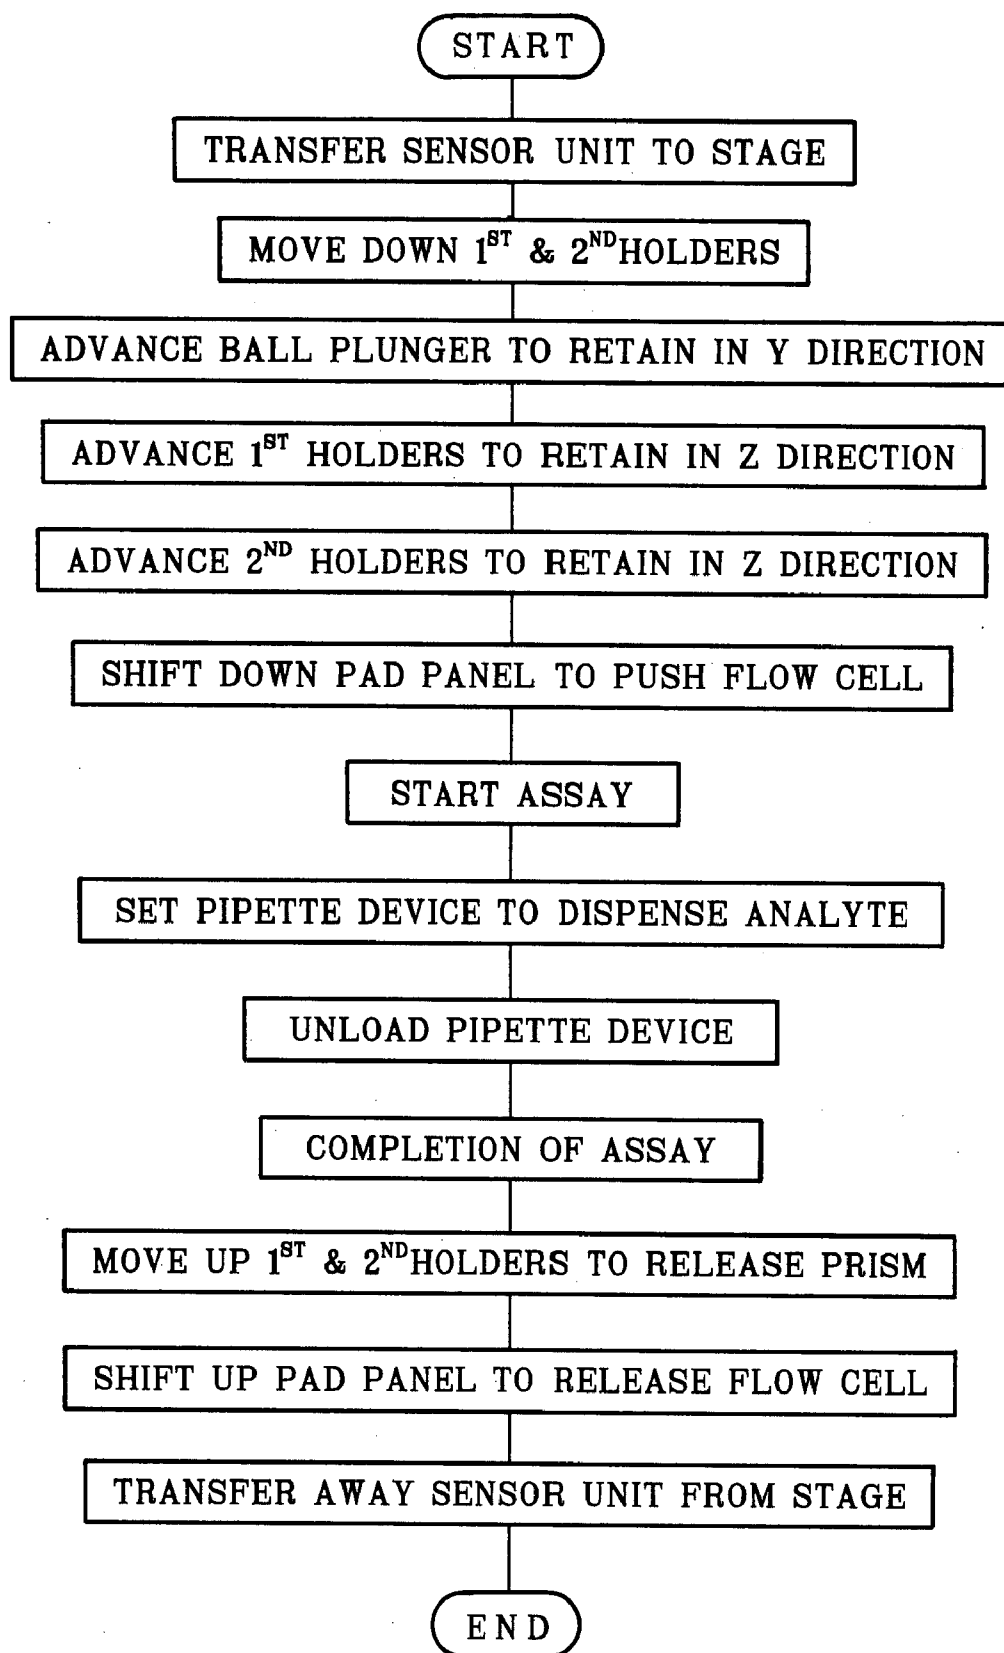 START
TRANSFER SENSOR UNIT TO STAGE
MOVE DOWN 1ST & 2ND HOLDERS
ADVANCE BALL PLUNGER TO RETAIN IN Y DIRECTION
ADVANCE 1ST HOLDERS TO RETAIN IN Z DIRECTION
ADVANCE 2ND HOLDERS TO RETAIN IN Z DIRECTION
SHIFT DOWN PAD PANEL TO PUSH FLOW CELL
START ASSAY
SET PIPETTE DEVICE TO DISPENSE ANALYTE
UNLOAD PIPETTE DEVICE
COMPLETION OF ASSAY
MOVE UP 1ST & 2ND HOLDERS TO RELEASE PRISM
SHIFT UP PAD PANEL TO RELEASE FLOW CELL
TRANSFER AWAY SENSOR UNIT FROM STAGE
END